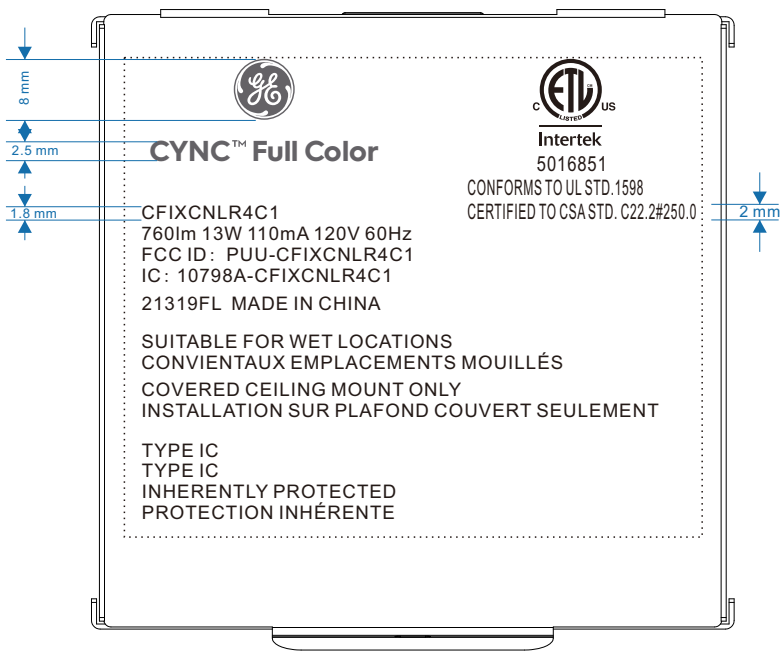 8 mm
GE
CYNC™ Full Color
2.5 mm
ETL
CM
LISTED
C
US
Intertek
5016851
CONFORMS TO UL STD.1598
CERTIFIED TO CSA STD. C22.2#250.0
1.8 mm
2 mm
CFIXCNLR4C1
760lm 13W 110mA 120V 60Hz
FCC ID: PUU-CFIXCNLR4C1
IC: 10798A-CFIXCNLR4C1
21319FL MADE IN CHINA
SUITABLE FOR WET LOCATIONS
CONVIENTAUX EMPLACEMENTS MOUILLÉS
COVERED CEILING MOUNT ONLY
INSTALLATION SUR PLAFOND COUVERT SEULEMENT
TYPE IC
TYPE IC
INHERENTLY PROTECTED
PROTECTION INHÉRENTE